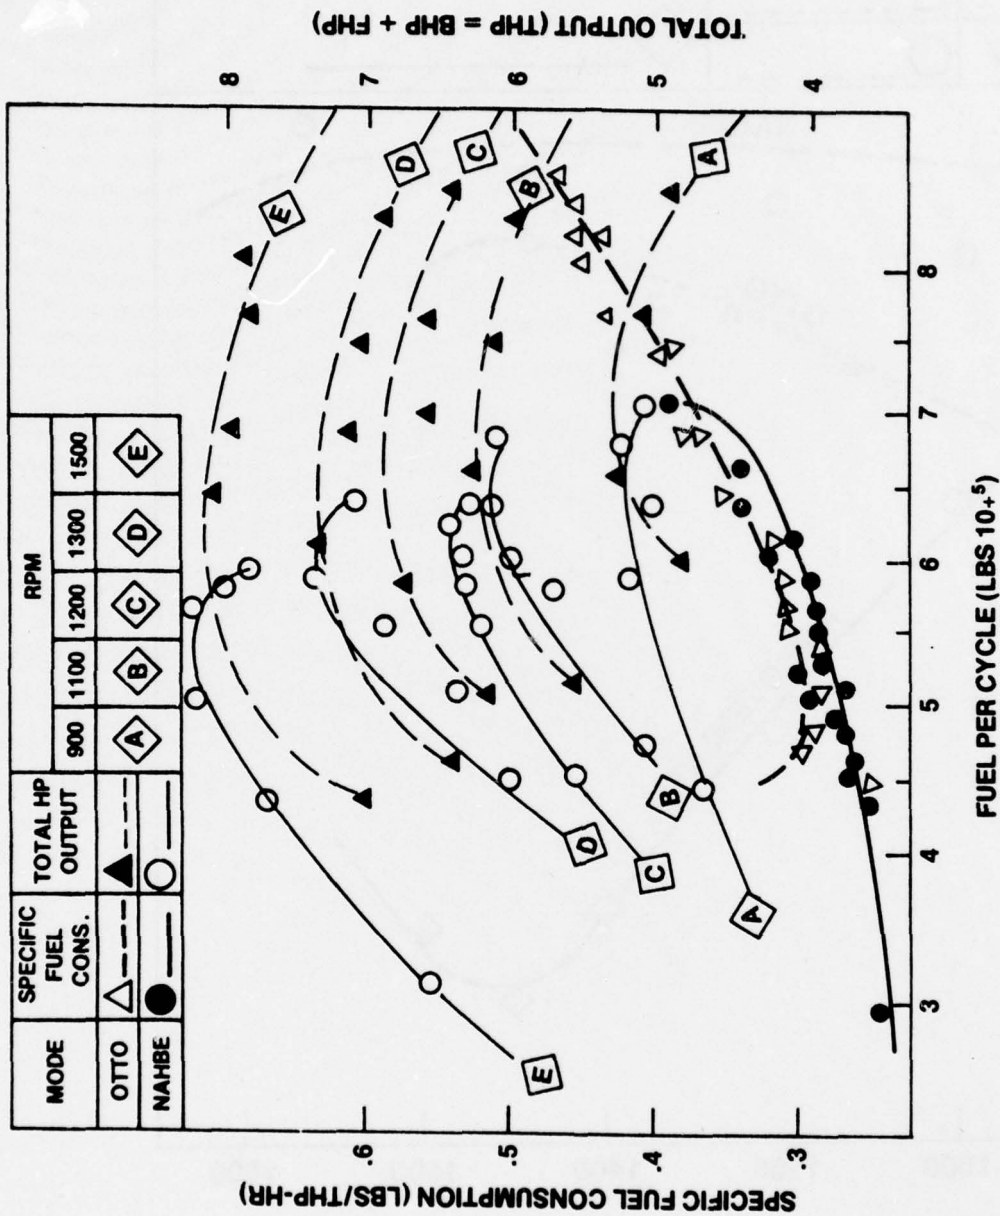 MODE
SPECIFIC FUEL CONS.
TOTAL HP OUTPUT
RPM
900 1100 1200 1300 1500
OTTO
NAHBE
A B C D E
SPECIFIC FUEL CONSUMPTION (LBS/THP-HR)
.6
.5
.4
.3
TOTAL OUTPUT (THP = BHP + FHP)
8
7
6
5
4
FUEL PER CYCLE (LBS 10+⁵)
3 4 5 6 7 8
E
D
C
B
A
E
D
C
B
A